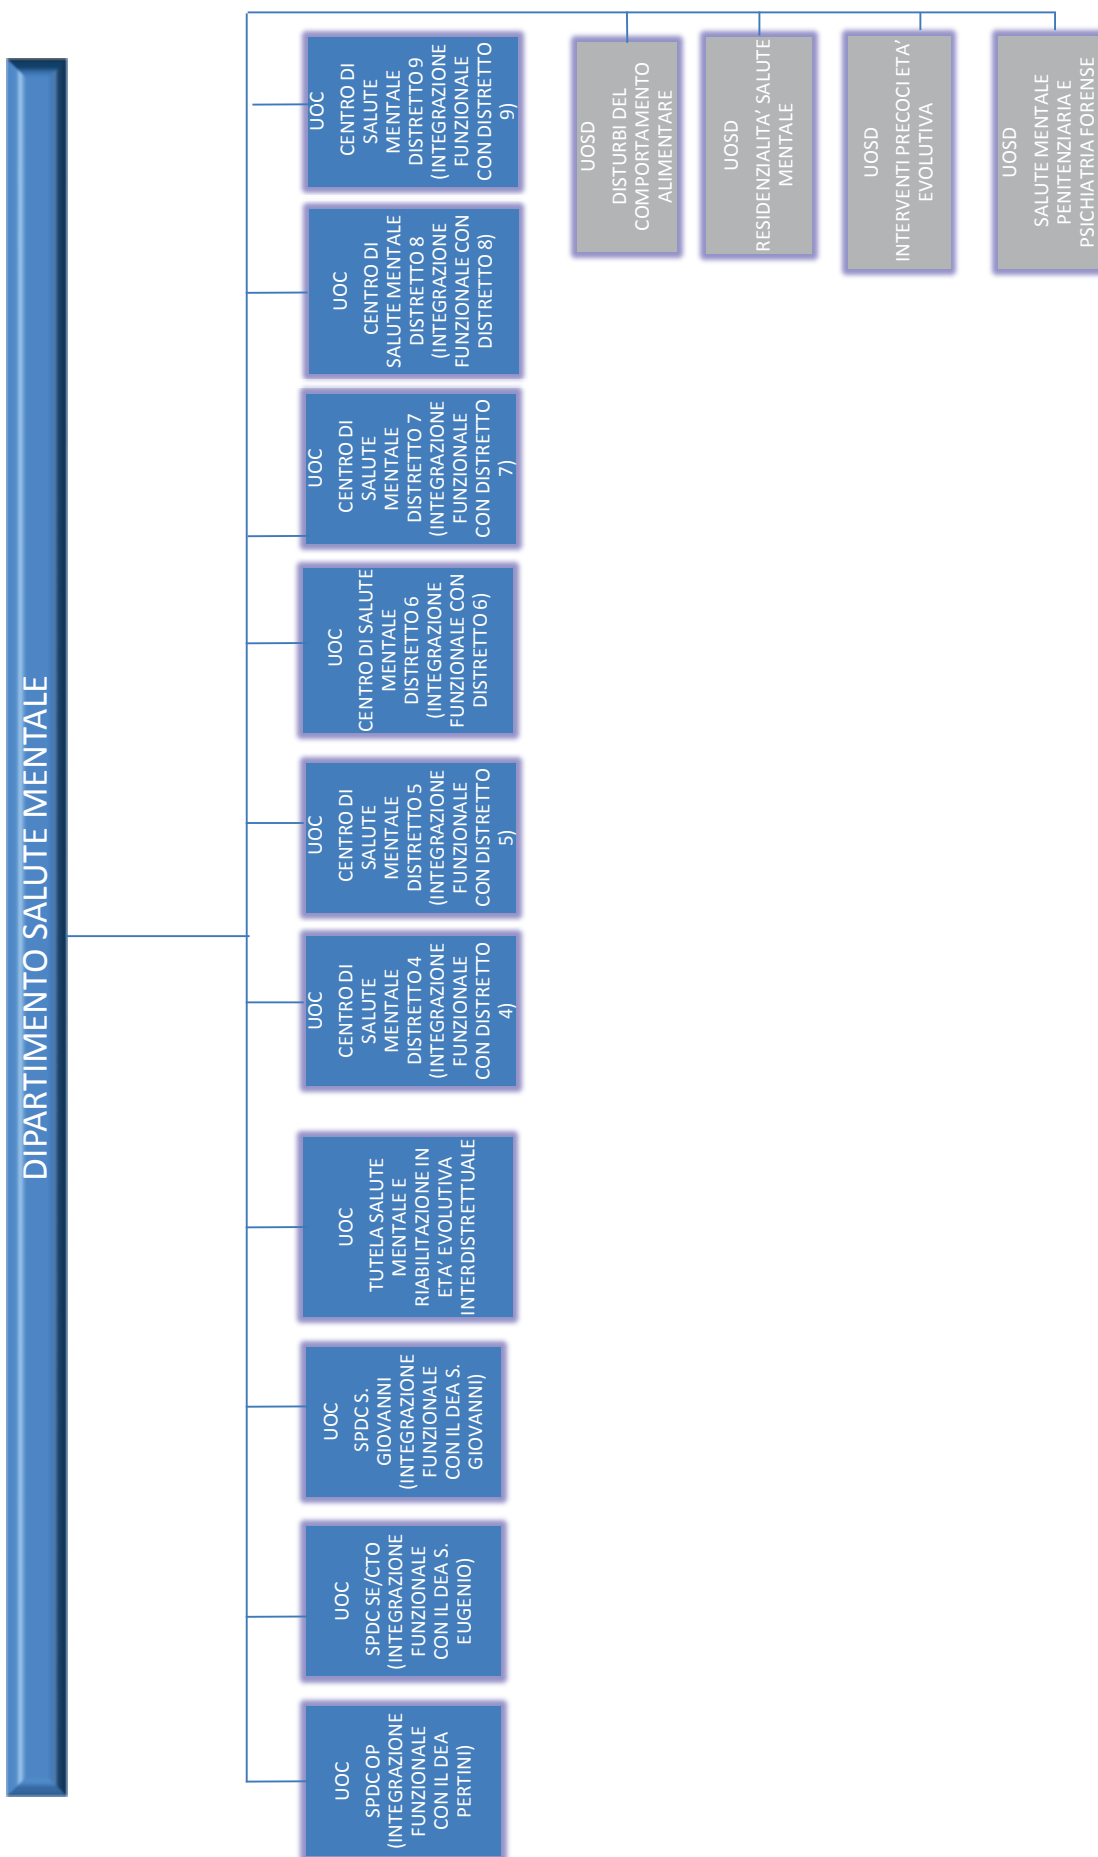 DIPARTIMENTO SALUTE MENTALE
UOC
SPDC OP
(INTEGRAZIONE
FUNZIONALE
CON IL DEA
PERTINI)
UOC
SPDC SE/CTO
(INTEGRAZIONE
FUNZIONALE
CON IL DEA S.
EUGENIO)
UOC
SPDC S.
GIOVANNI
(INTEGRAZIONE
FUNZIONALE
CON IL DEA S.
GIOVANNI)
UOC
TUTELA SALUTE
MENTALE E
RIABILITAZIONE IN
ETA’ EVOLUTIVA
INTERDISTRETTUALE
UOC
CENTRO DI
SALUTE
MENTALE
DISTRETTO 4
(INTEGRAZIONE
FUNZIONALE
CON DISTRETTO
4)
UOC
CENTRO DI
SALUTE
MENTALE
DISTRETTO 5
(INTEGRAZIONE
FUNZIONALE
CON DISTRETTO
5)
UOC
CENTRO DI SALUTE
MENTALE
DISTRETTO 6
(INTEGRAZIONE
FUNZIONALE CON
DISTRETTO 6)
UOC
CENTRO DI
SALUTE
MENTALE
DISTRETTO 7
(INTEGRAZIONE
FUNZIONALE
CON DISTRETTO
7)
UOC
CENTRO DI
SALUTE MENTALE
DISTRETTO 8
(INTEGRAZIONE
FUNZIONALE CON
DISTRETTO 8)
UOC
CENTRO DI
SALUTE
MENTALE
DISTRETTO 9
(INTEGRAZIONE
FUNZIONALE
CON DISTRETTO
9)
UOSD
DISTURBI DEL
COMPORTAMENTO
ALIMENTARE
UOSD
RESIDENZIALITA’ SALUTE
MENTALE
UOSD
INTERVENTI PRECOCI ETA’
EVOLUTIVA
UOSD
SALUTE MENTALE
PENITENZIARIA E
PSICHIATRIA FORENSE